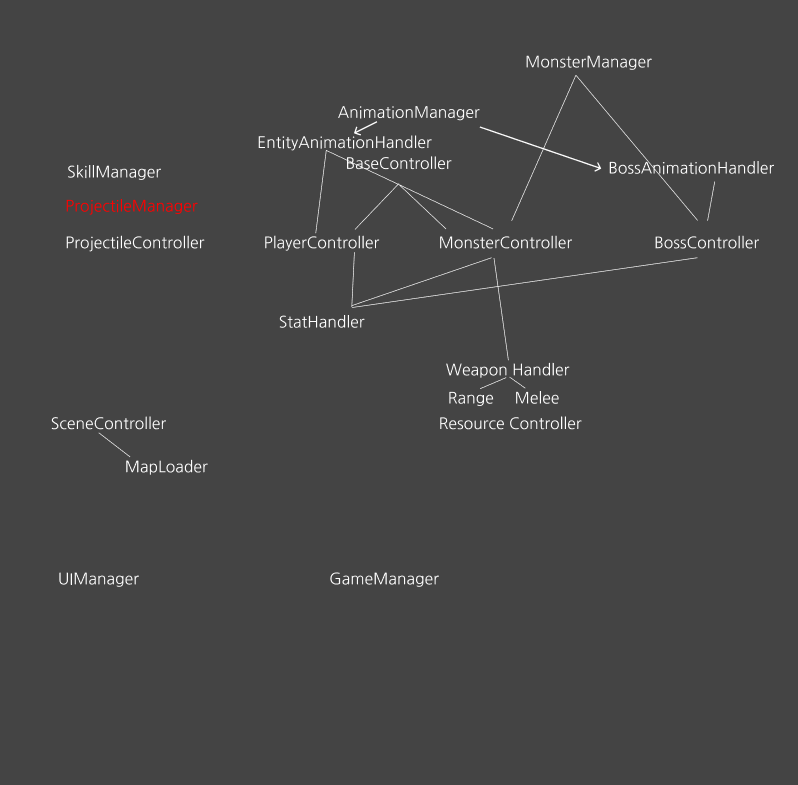 MonsterManager
AnimationManager
EntityAnimationHandler
BaseController
BossAnimationHandler
SkillManager
ProjectileManager
ProjectileController
PlayerController
MonsterController
BossController
StatHandler
Weapon Handler
Range
Melee
Resource Controller
SceneController
MapLoader
UIManager
GameManager